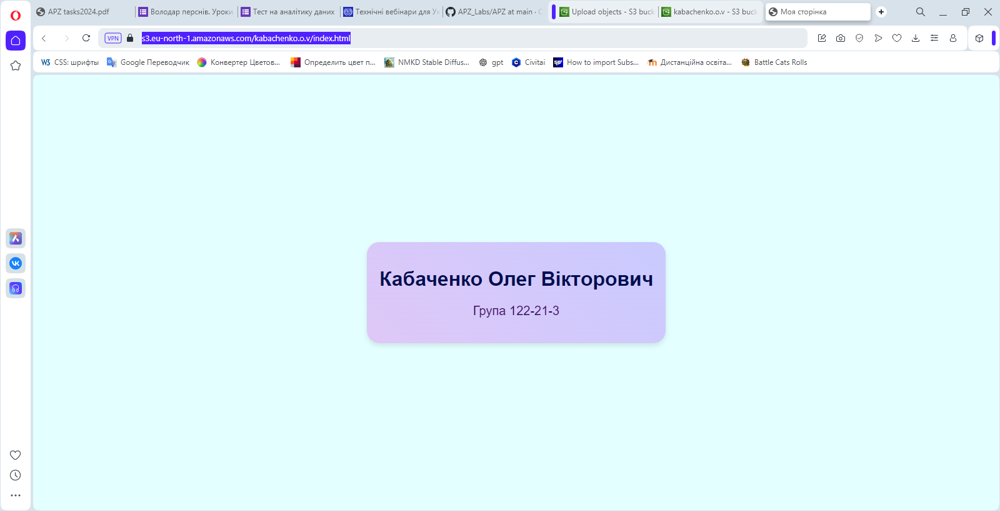 APZ tasks2024.pdf
Володар перснів. Уроки
Тест на аналітику даних
Технічні вебінари для Ук
APZ_Labs/APZ at main · G
Upload objects - S3 buck
kabachenko.o.v - S3 buck
Моя сторінка
VPN
s3.eu-north-1.amazonaws.com/kabachenko.o.v/index.html
CSS: шрифты
Google Переводчик
Конвертер Цветов...
Определить цвет п...
NMKD Stable Diffus...
gpt
Civitai
How to import Subs...
Дистанційна освіта...
Battle Cats Rolls
Кабаченко Олег Вікторович
Група 122-21-3